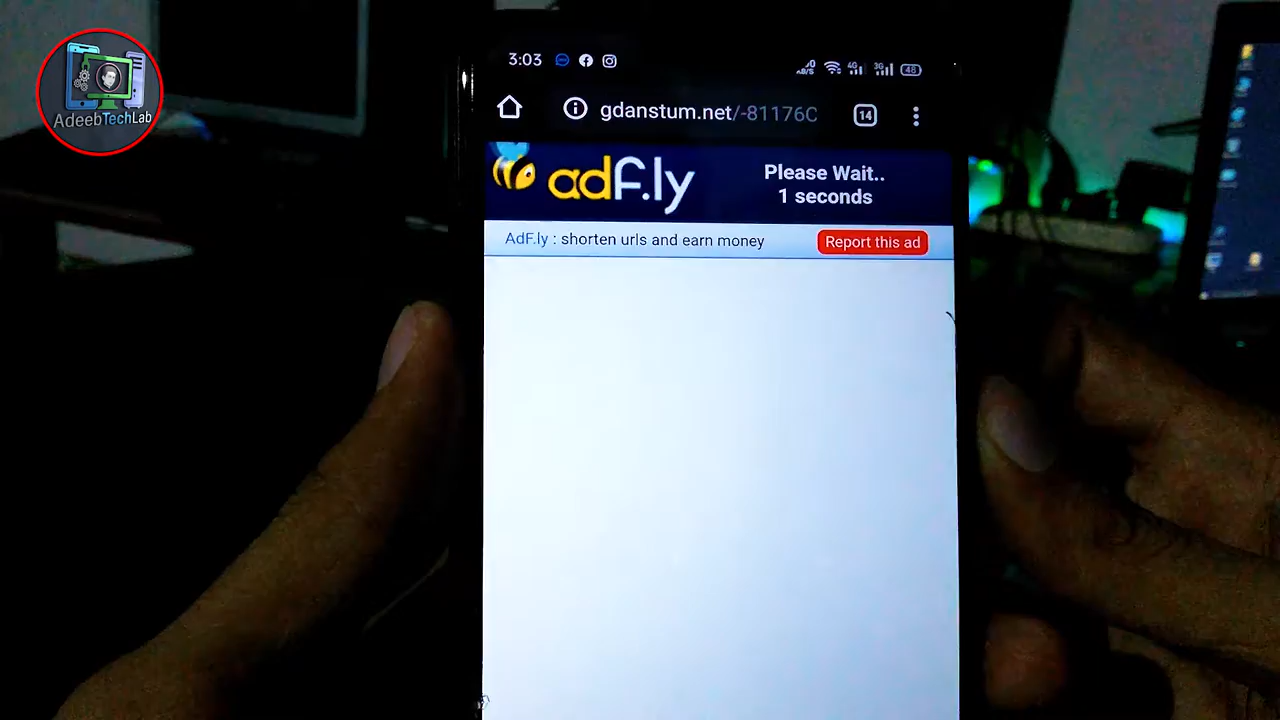 AdeebTechLab
3:03
48
gdanstum.net/-81176C
14
adf.ly
Please Wait..
1 seconds
AdF.ly : shorten urls and earn money
Report this ad